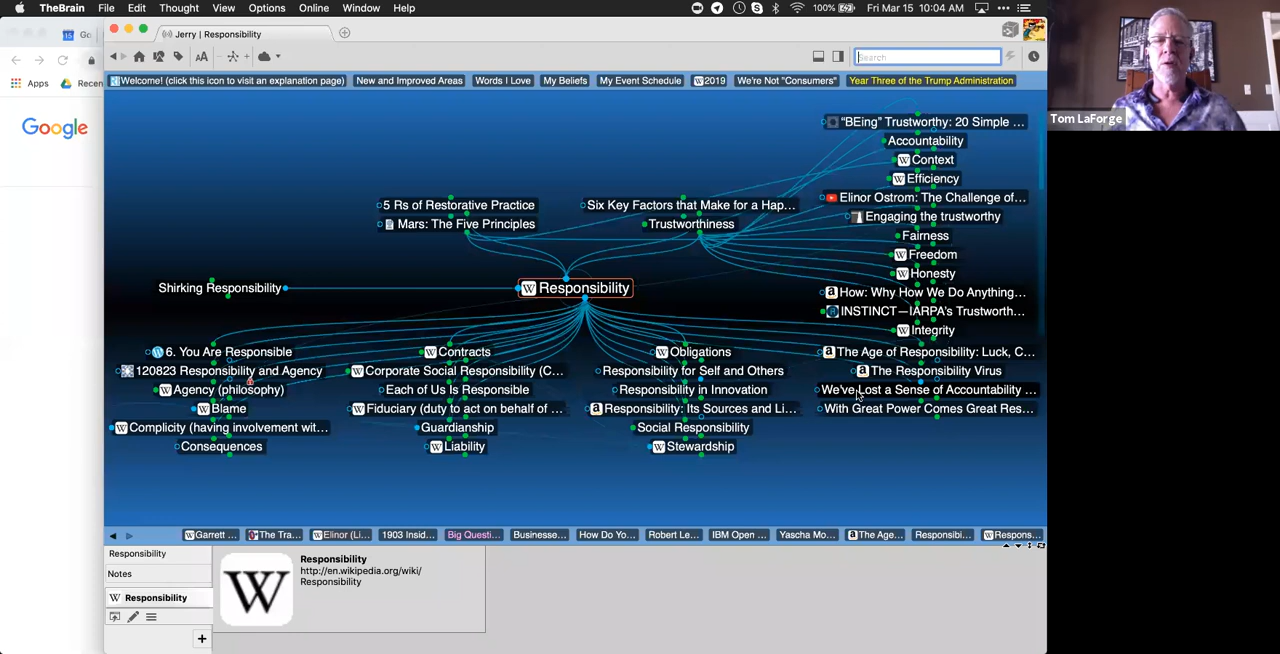 TheBrain File Edit Thought View Options Online Window Help 100% Fri Mar 15 10:04 AM
Jerry | Responsibility
AA
Search
Apps Recen
Welcome! (click this icon to visit an explanation page) New and Improved Areas Words I Love My Beliefs My Event Schedule 2019 We're Not "Consumers" Year Three of the Trump Administration
Google
Tom LaForge
"BEing" Trustworthy: 20 Simple ...
Accountability
Context
Efficiency
Elinor Ostrom: The Challenge of...
Engaging the trustworthy
Fairness
Freedom
Honesty
How: Why How We Do Anything...
INSTINCT—IARPA's Trustworth...
Integrity
5 Rs of Restorative Practice
Mars: The Five Principles
Six Key Factors that Make for a Hap...
Trustworthiness
Shirking Responsibility
Responsibility
6. You Are Responsible
120823 Responsibility and Agency
Agency (philosophy)
Blame
Complicity (having involvement wit...
Consequences
Contracts
Corporate Social Responsibility (C...
Each of Us Is Responsible
Fiduciary (duty to act on behalf of ...
Guardianship
Liability
Obligations
Responsibility for Self and Others
Responsibility in Innovation
Responsibility: Its Sources and Li...
Social Responsibility
Stewardship
The Age of Responsibility: Luck, C...
The Responsibility Virus
We've Lost a Sense of Accountability ...
With Great Power Comes Great Res...
Garrett ... The Tra... Elinor (Li... 1903 Insid... Big Questi... Businesse... How Do Yo... Robert Le... IBM Open ... Yascha Mo... The Age... Responsibi... Respons...
Responsibility
Notes
Responsibility
Responsibility
http://en.wikipedia.org/wiki/
Responsibility